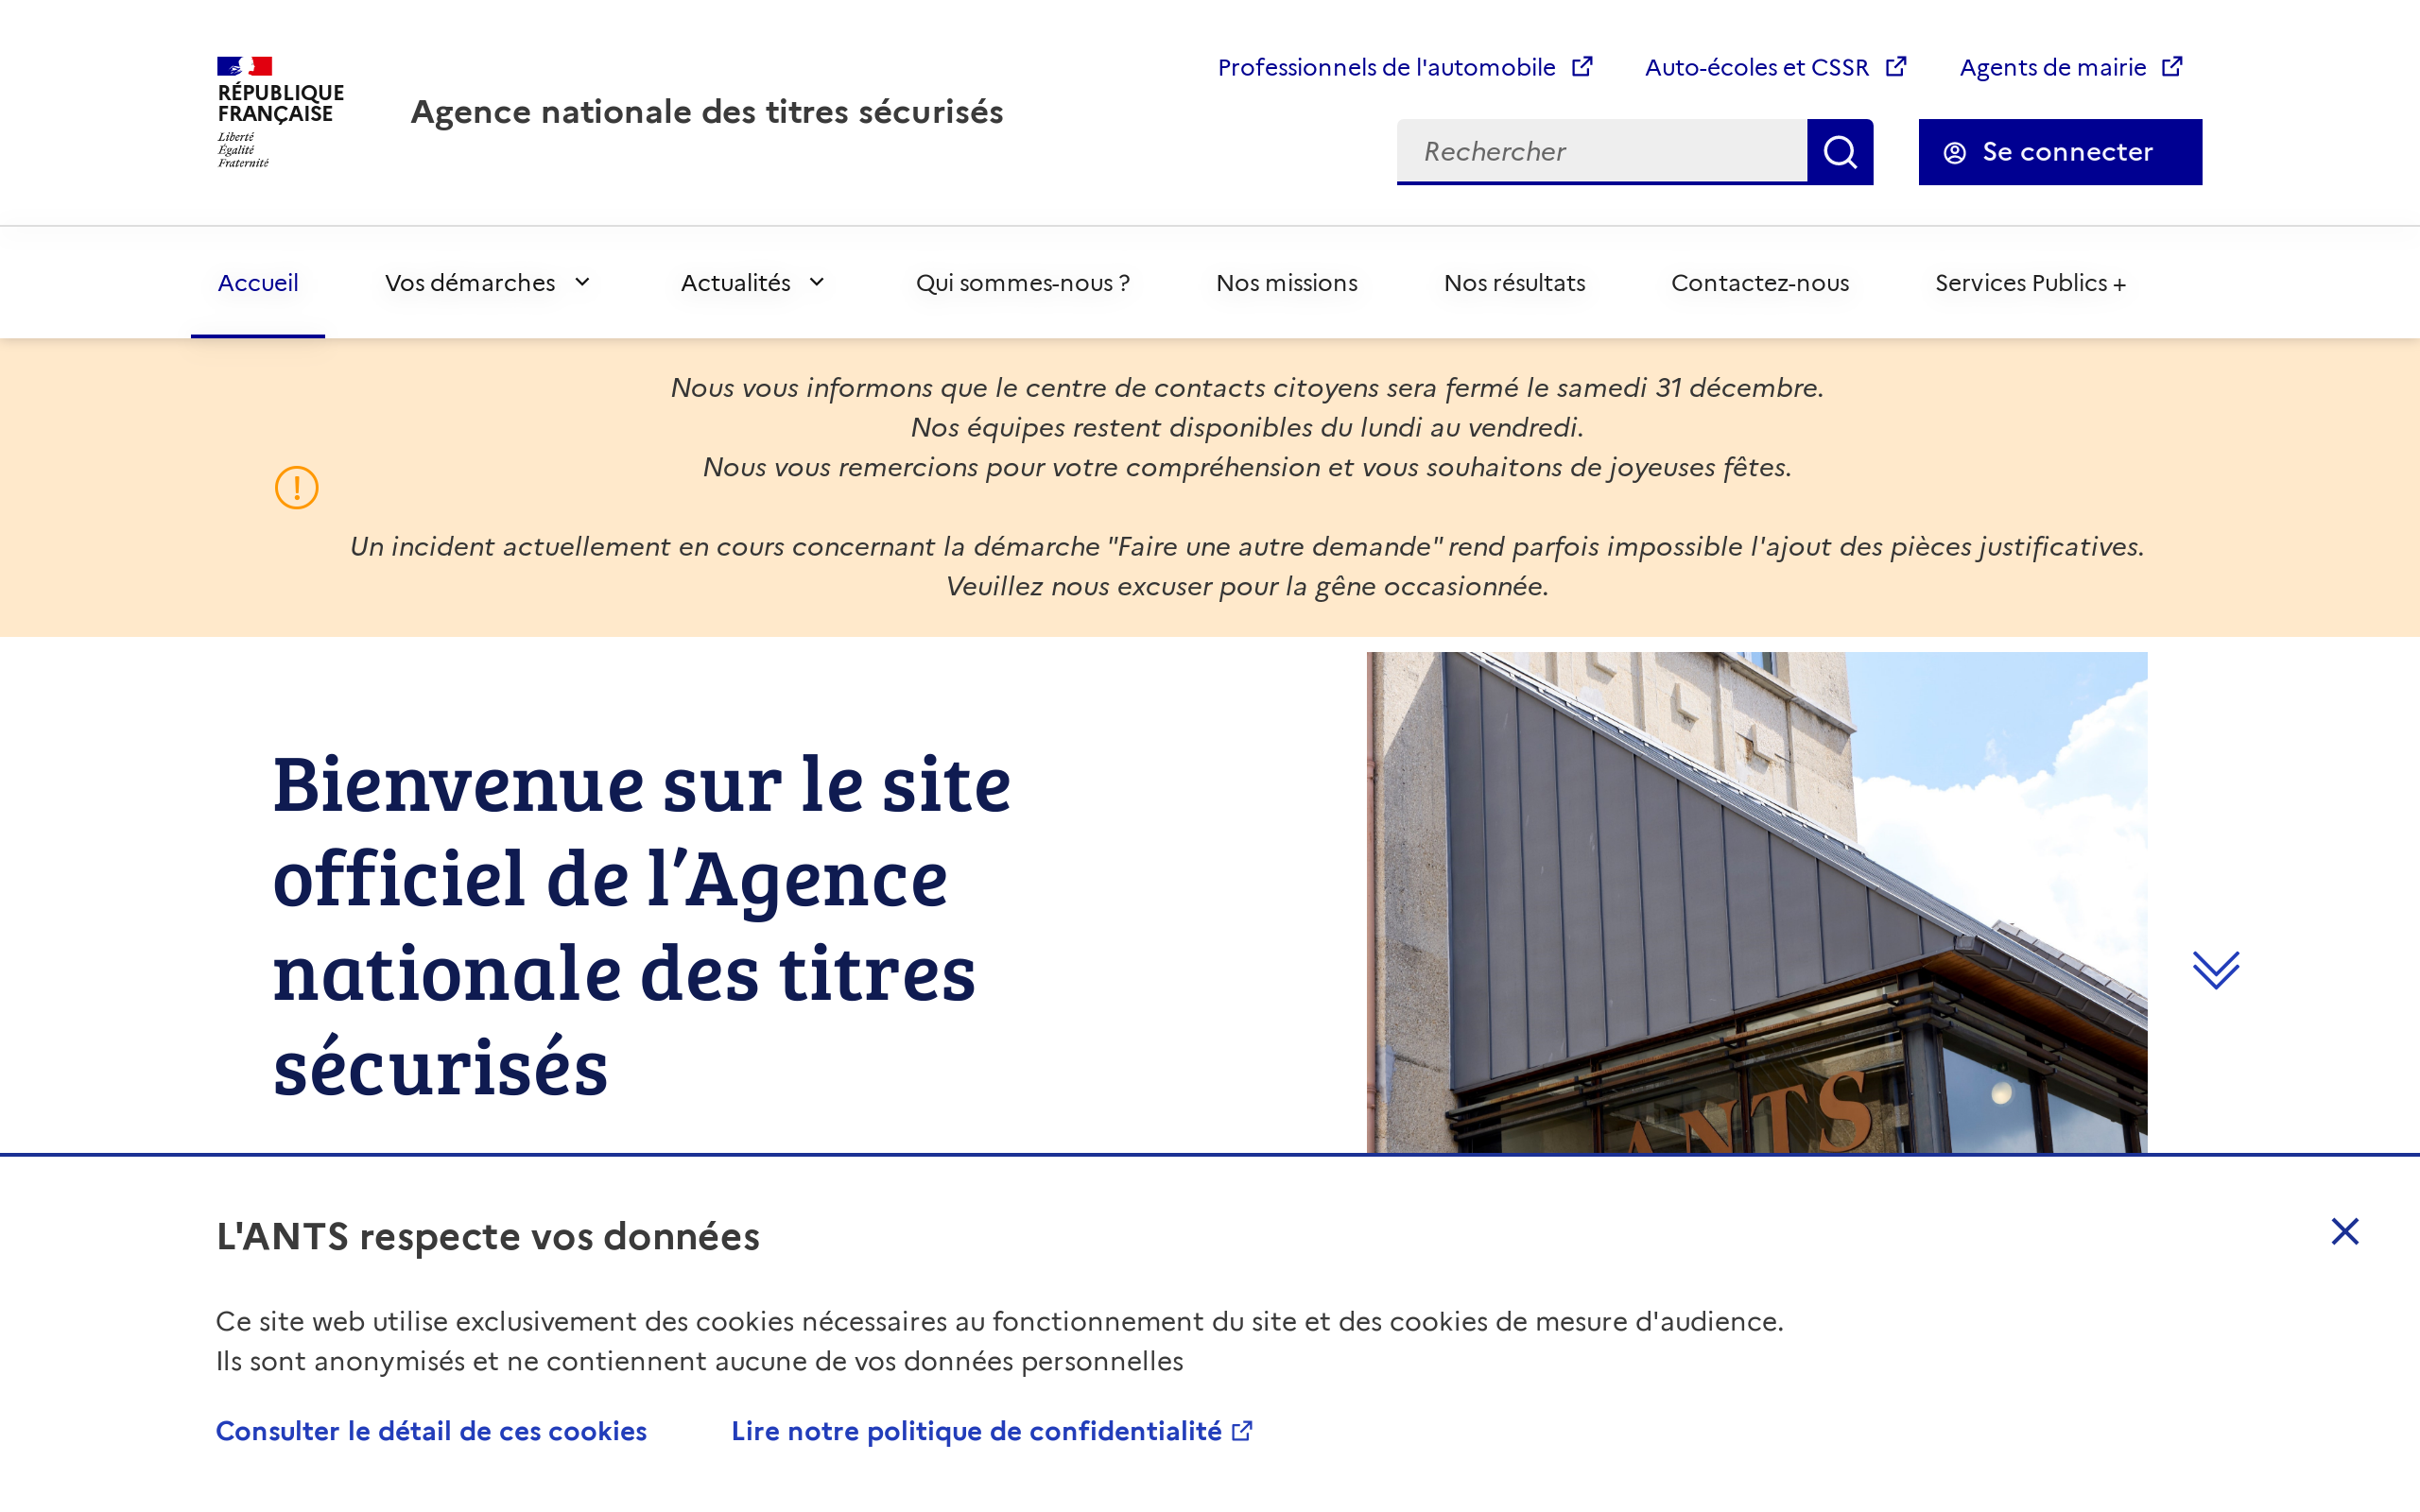 RÉPUBLIQUE
FRANÇAISE
Liberté
Égalité
Fraternité
Agence nationale des titres sécurisés
Professionnels de l'automobile
Auto-écoles et CSSR
Agents de mairie
Rechercher
Se connecter
Accueil
Vos démarches
Actualités
Qui sommes-nous ?
Nos missions
Nos résultats
Contactez-nous
Services Publics +
Nous vous informons que le centre de contacts citoyens sera fermé le samedi 31 décembre.
Nos équipes restent disponibles du lundi au vendredi.
Nous vous remercions pour votre compréhension et vous souhaitons de joyeuses fêtes.
Un incident actuellement en cours concernant la démarche "Faire une autre demande" rend parfois impossible l'ajout des pièces justificatives.
Veuillez nous excuser pour la gêne occasionnée.
Bienvenue sur le site
officiel de l’Agence
nationale des titres
sécurisés
ANTS
L'ANTS respecte vos données
Ce site web utilise exclusivement des cookies nécessaires au fonctionnement du site et des cookies de mesure d'audience.
Ils sont anonymisés et ne contiennent aucune de vos données personnelles
Consulter le détail de ces cookies
Lire notre politique de confidentialité